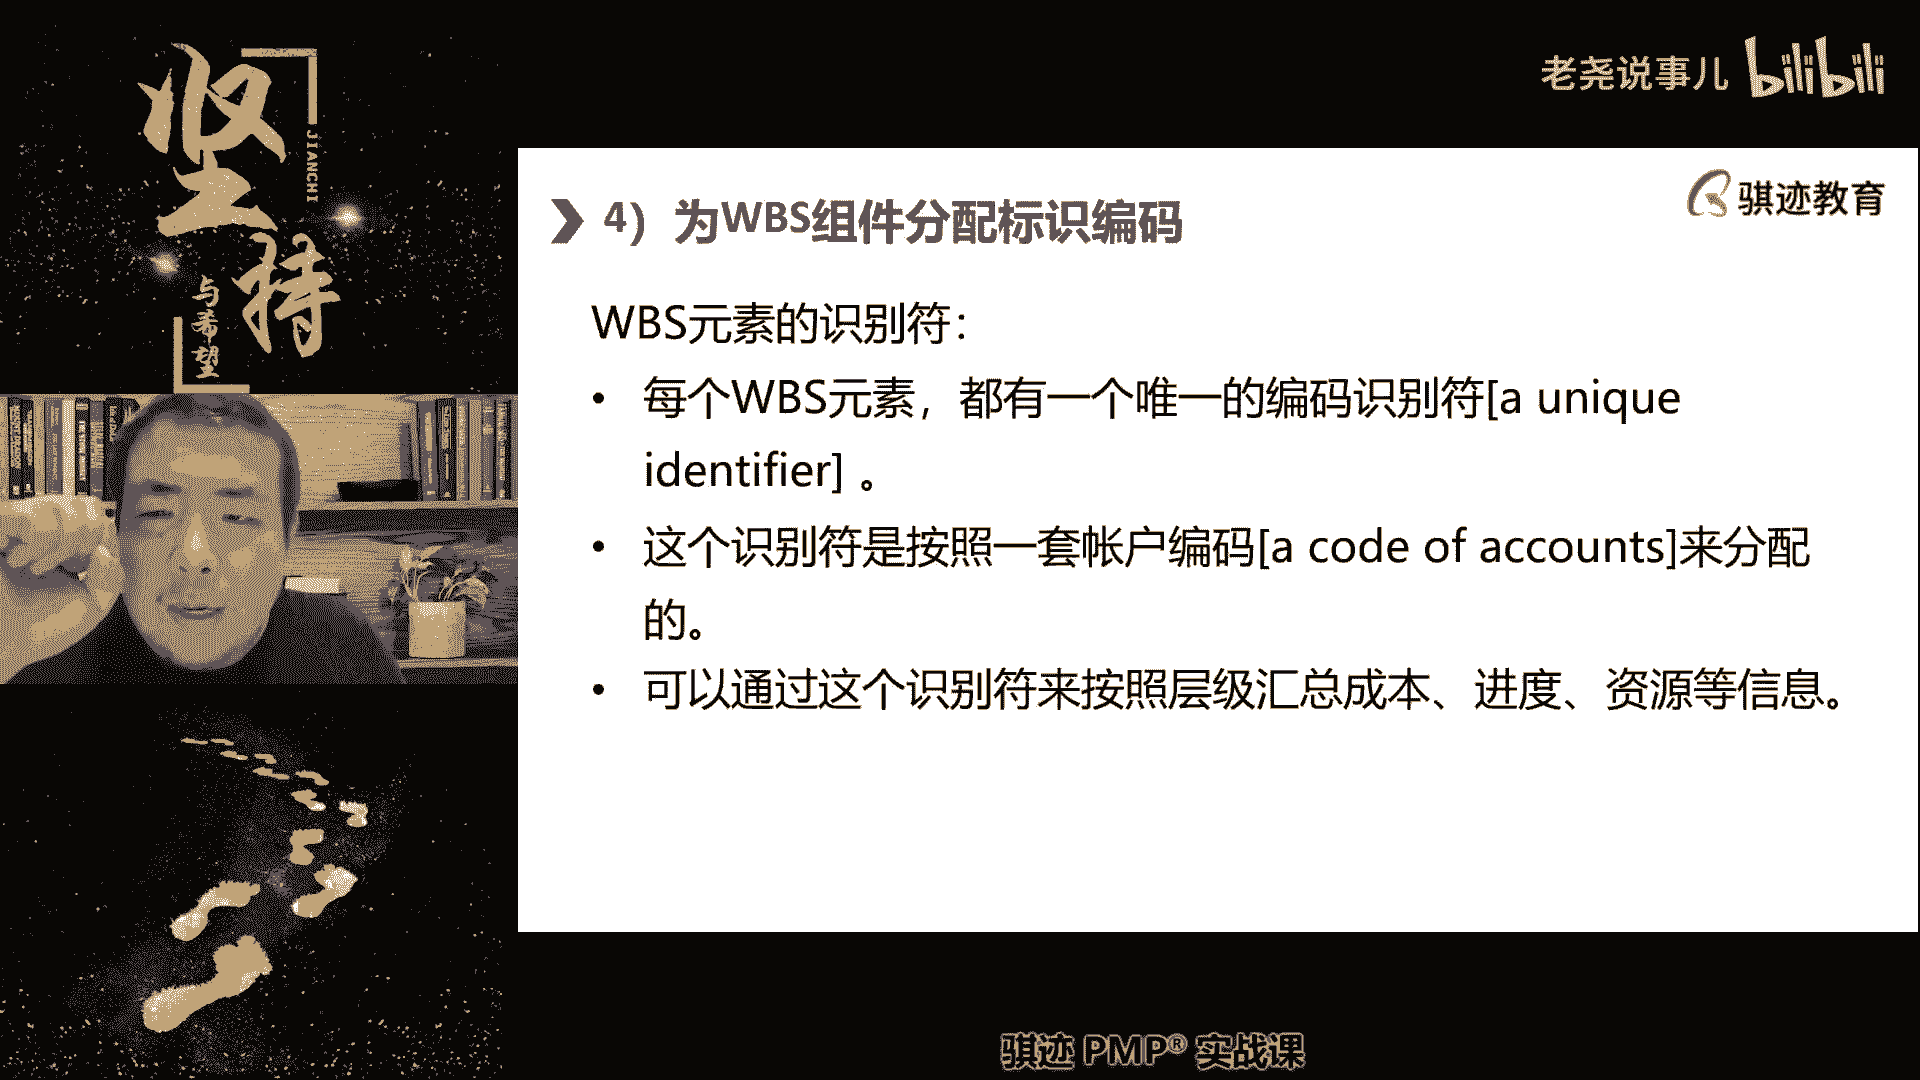 坚持
JIANCHI
与希望
老尧说事儿 bilibili
骐迹教育
4）为WBS组件分配标识编码
WBS元素的识别符：
• 每个WBS元素，都有一个唯一的编码识别符[a unique
identifier] 。
• 这个识别符是按照一套帐户编码[a code of accounts]来分配
的。
• 可以通过这个识别符来按照层级汇总成本、进度、资源等信息。
骐迹 PMP® 实战课